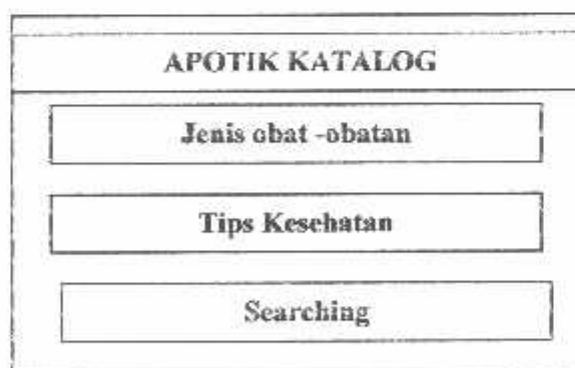 APOTIK KATALOG
Jenis obat -obatan
Tips Kesehatan
Searching